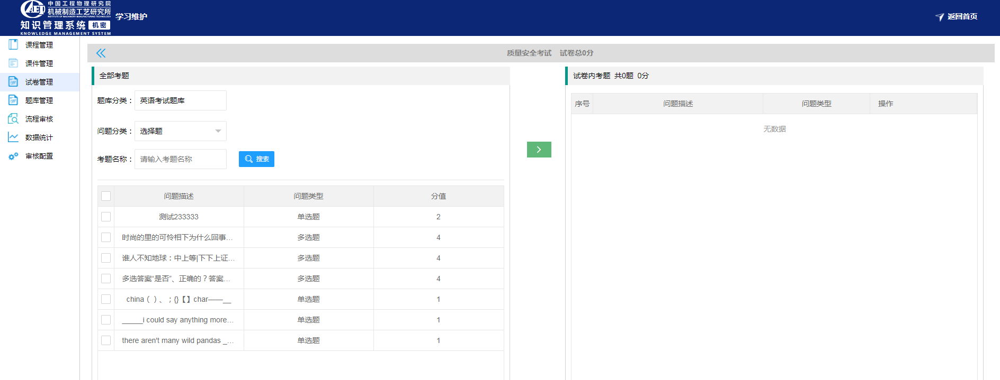 中国工程物理研究院
机械制造工艺研究所
INSTITUTE OF MACHINERY MANUFACTURING TECHNOLOGY
知识管理系统 机密
KNOWLEDGE MANAGEMENT SYSTEM
学习维护
返回首页
课程管理
课件管理
试卷管理
题库管理
流程审核
数据统计
审核配置
质量安全考试 试卷总0分
全部考题
题库分类： 英语考试题库
问题分类： 选择题
考题名称： 请输入考题名称 搜索
问题描述 问题类型 分值
测试233333 单选题 2
时尚的里的可怜相下为什么回事... 多选题 4
谁人不知地球：中上等|下下上证... 多选题 4
多选答案“是否”、正确的？答案... 多选题 4
china（ ）、；{}【】char——__ 单选题 1
_____i could say anything more... 单选题 1
there aren't many wild pandas _... 单选题 1
试卷内考题 共0题 0分
序号 问题描述 问题类型 操作
无数据